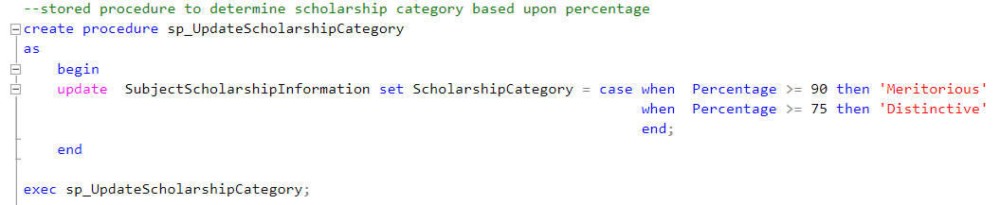 --stored procedure to determine scholarship category based upon percentage
create procedure sp_UpdateScholarshipCategory
as
begin
update  SubjectScholarshipInformation set ScholarshipCategory = case when  Percentage >= 90 then 'Meritorious'
when  Percentage >= 75 then 'Distinctive'
end;
end
exec sp_UpdateScholarshipCategory;